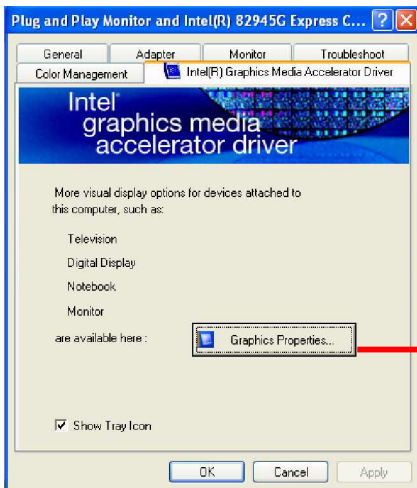 Plug and Play Monitor and Intel(R) 82945G Express C...
General Adapter Monitor Troubleshoot
Color Management Intel(R) Graphics Media Accelerator Driver
Intel®
graphics media
accelerator driver
More visual display options for devices attached to
this computer, such as:
Television
Digital Display
Notebook
Monitor
are available here :
Graphics Properties...
Show Tray Icon
OK Cancel Apply